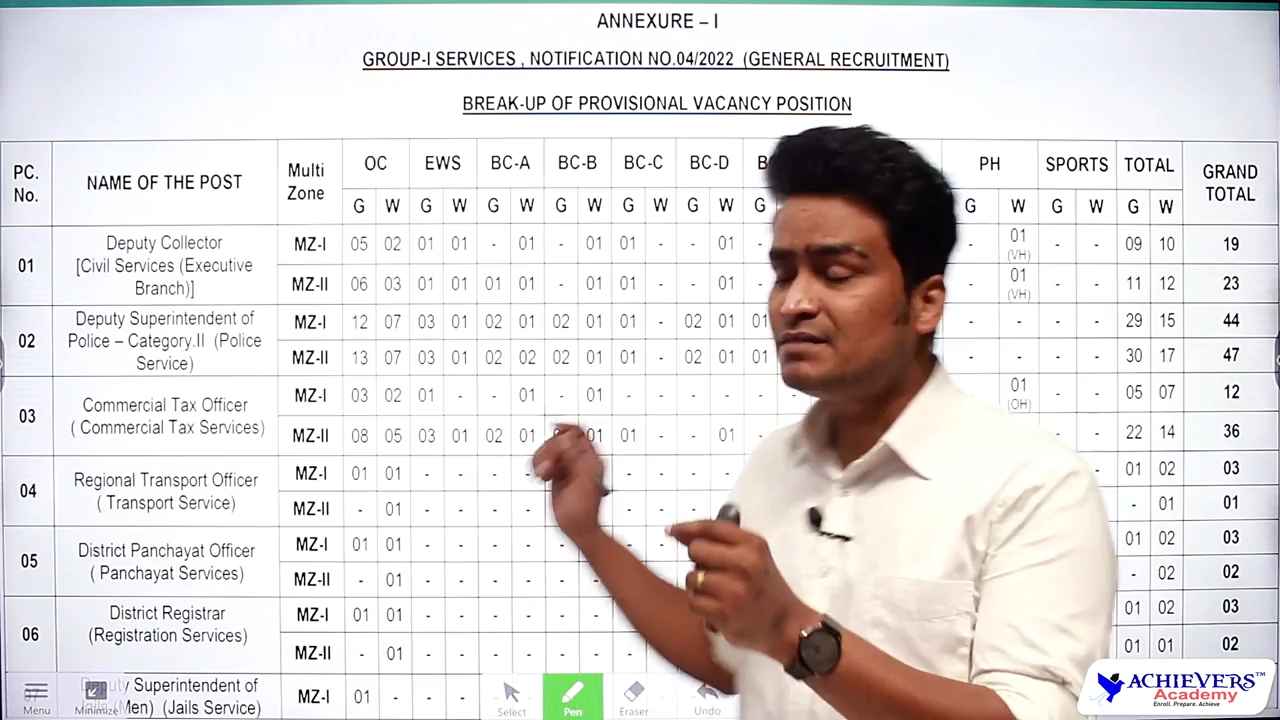 ANNEXURE – I
GROUP-I SERVICES , NOTIFICATION NO.04/2022 (GENERAL RECRUITMENT)
BREAK-UP OF PROVISIONAL VACANCY POSITION
PC. No. NAME OF THE POST Multi Zone OC EWS BC-A BC-B BC-C BC-D PH SPORTS TOTAL GRAND TOTAL
G W G W G W G W G W G W G W G W G W
01 Deputy Collector [Civil Services (Executive Branch)]
MZ-I 05 02 01 01 - 01 - 01 01 - 01 - 01 (VH) - - 09 10 19
MZ-II 06 03 01 01 01 01 - 01 01 - 01 - 01 (VH) - - 11 12 23
02 Deputy Superintendent of Police – Category.II (Police Service)
MZ-I 12 07 03 01 02 01 02 01 01 - 02 01 01 - - - - 29 15 44
MZ-II 13 07 03 01 02 02 02 01 01 - 02 01 01 - - - - 30 17 47
03 Commercial Tax Officer ( Commercial Tax Services)
MZ-I 03 02 01 - - 01 - 01 - - - - - - 01 (OH) - - 05 07 12
MZ-II 08 05 03 01 02 01 01 01 - - 01 - - - - - 22 14 36
04 Regional Transport Officer ( Transport Service)
MZ-I 01 01 - - - - - - - - - - - - 01 02 03
MZ-II - 01 - - - - - - - - - - - 01 01
05 District Panchayat Officer ( Panchayat Services)
MZ-I 01 01 - - - - - - - - - - 01 02 03
MZ-II - 01 - - - - - - - - 02 02
06 District Registrar (Registration Services)
MZ-I 01 01 - - - - - - - - 01 02 03
MZ-II - 01 - - - - - - 01 01 02
Superintendent of Men) (Jails Service)
MZ-I 01 - - -
Menu Minimize Select Pen Eraser Undo
ACHIEVERS™
Academy
Enroll. Prepare. Achieve